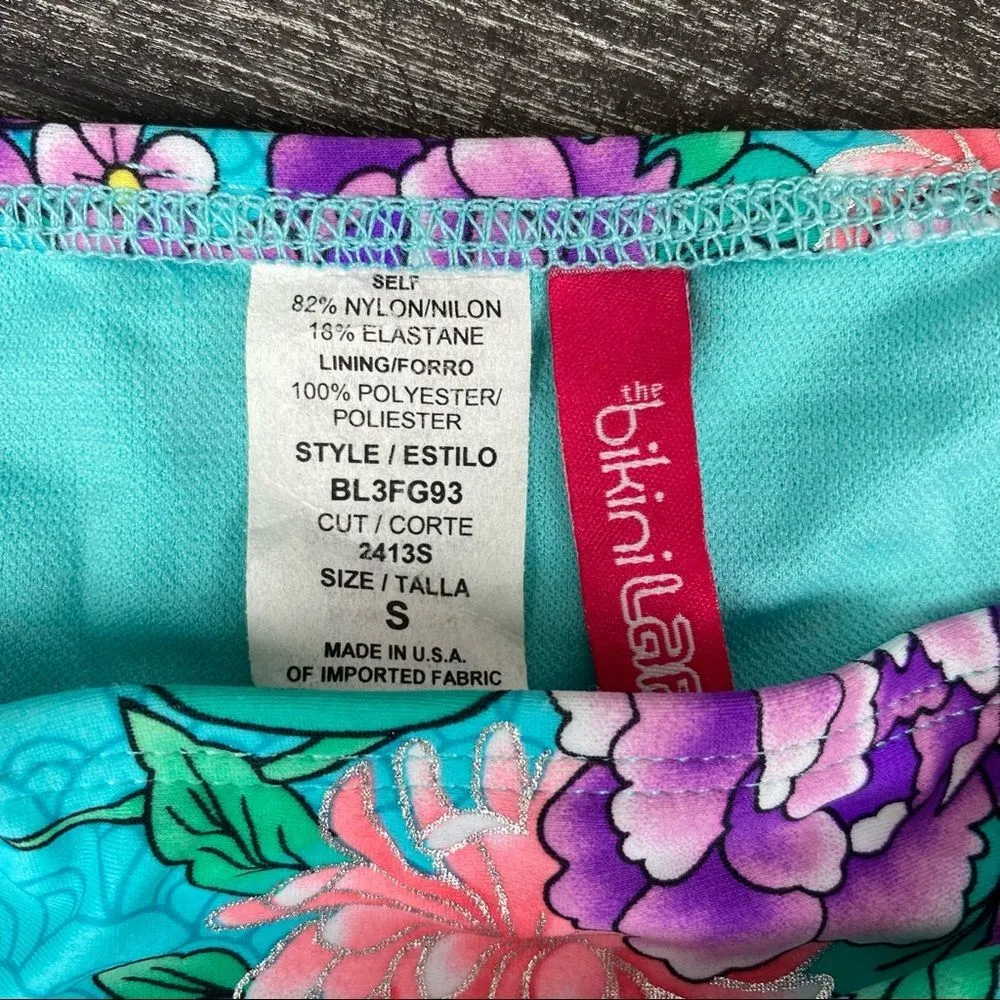 SELF
82% NYLON/NILON
18% ELASTANE
LINING/FORRO
100% POLYESTER/
POLIESTER
STYLE / ESTILO
BL3FG93
CUT / CORTE
2413S
SIZE / TALLA
S
MADE IN U.S.A.
OF IMPORTED FABRIC
the
bikini